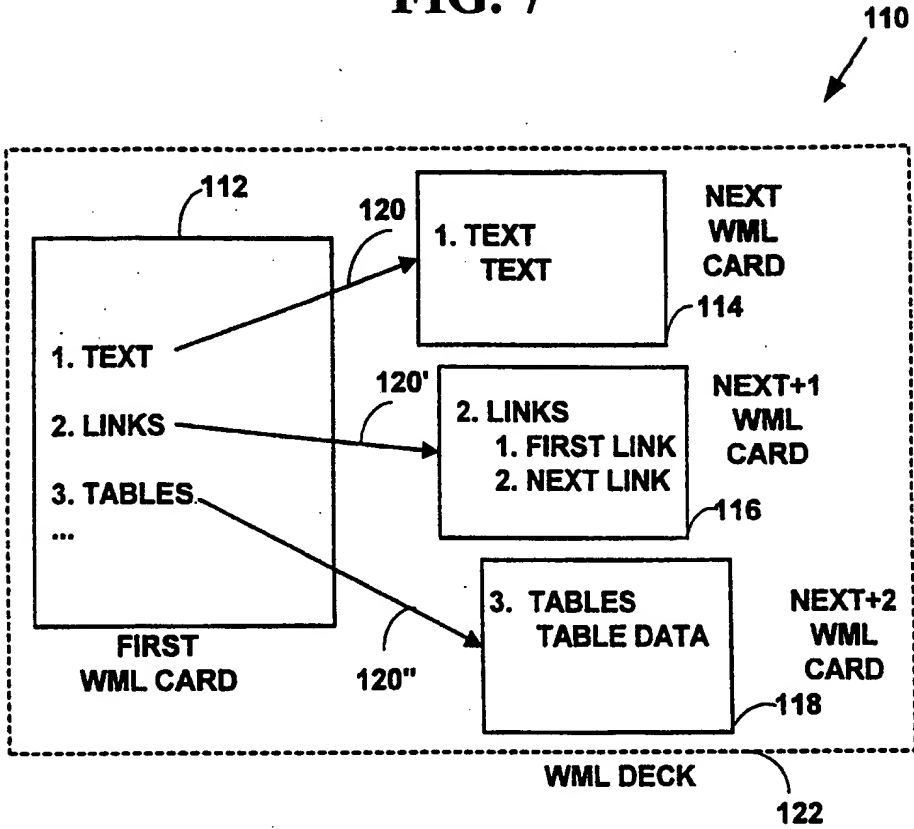 FIG. 7
110
112
1. TEXT
2. LINKS
3. TABLES.
...
FIRST
WML CARD
120
120'
120"
1. TEXT
TEXT
NEXT
WML
CARD
114
2. LINKS
1. FIRST LINK
2. NEXT LINK
NEXT+1
WML
CARD
116
3. TABLES
TABLE DATA
NEXT+2
WML
CARD
118
WML DECK
122